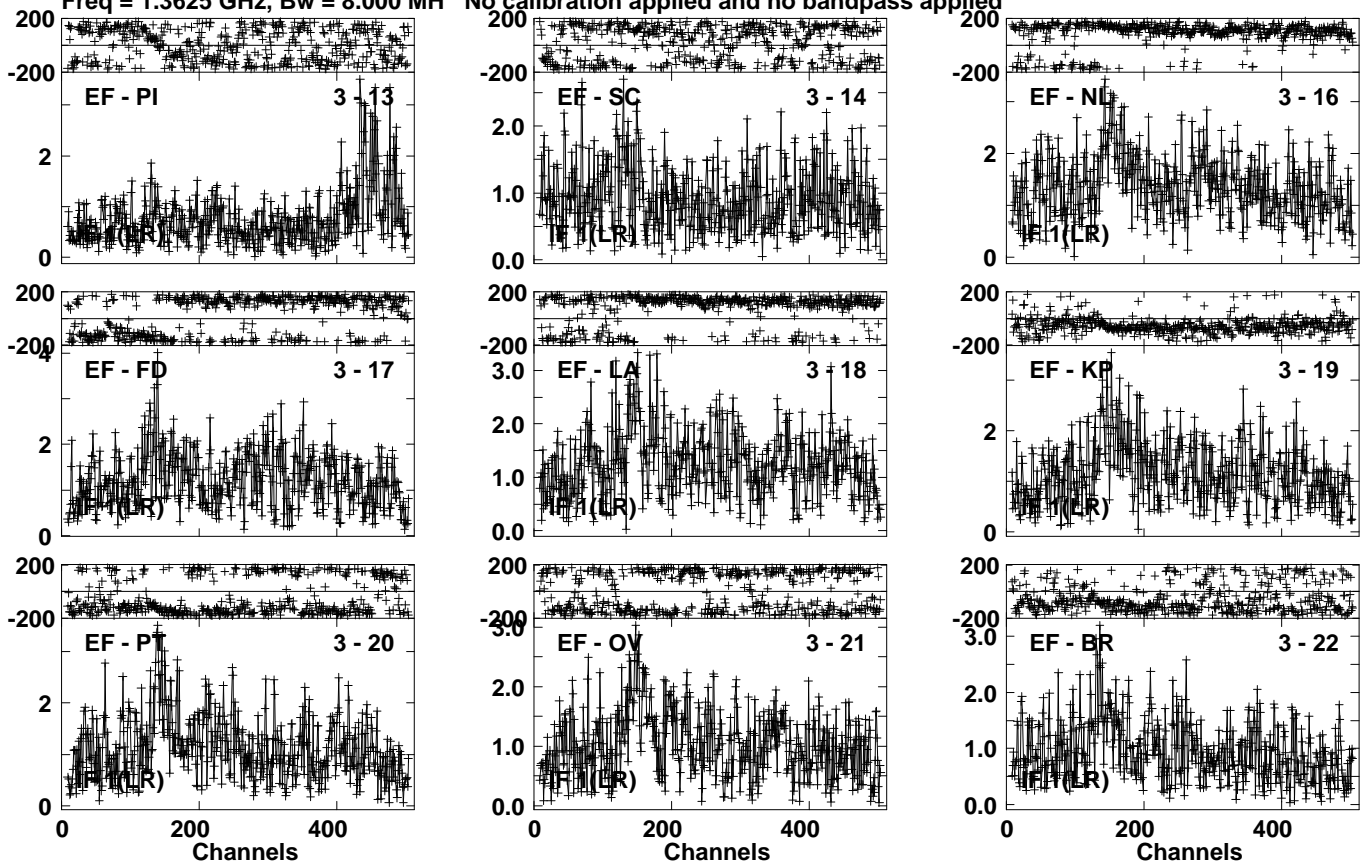 Freq = 1.3625 GHz, Bw = 8.000 MH No calibration applied and no bandpass applied
200
-200
EF - PI 3 - 13
2
0
IF 1(LR)
200
-200
EF - SC 3 - 14
2.0
1.0
0.0
IF 1(LR)
200
-200
EF - NL 3 - 16
2
0
IF 1(LR)
200
-200
4
EF - FD 3 - 17
2
0
IF 1(LR)
200
-200
3.0
EF - LA 3 - 18
2.0
1.0
0.0
IF 1(LR)
200
-200
EF - KP 3 - 19
2
0
IF 1(LR)
200
-200
EF - PT 3 - 20
2
0
IF 1(LR)
0 200 400
Channels
200
-200
3.0
EF - OV 3 - 21
2.0
1.0
0.0
IF 1(LR)
0 200 400
Channels
200
-200
3.0
EF - BR 3 - 22
2.0
1.0
0.0
IF 1(LR)
0 200 400
Channels